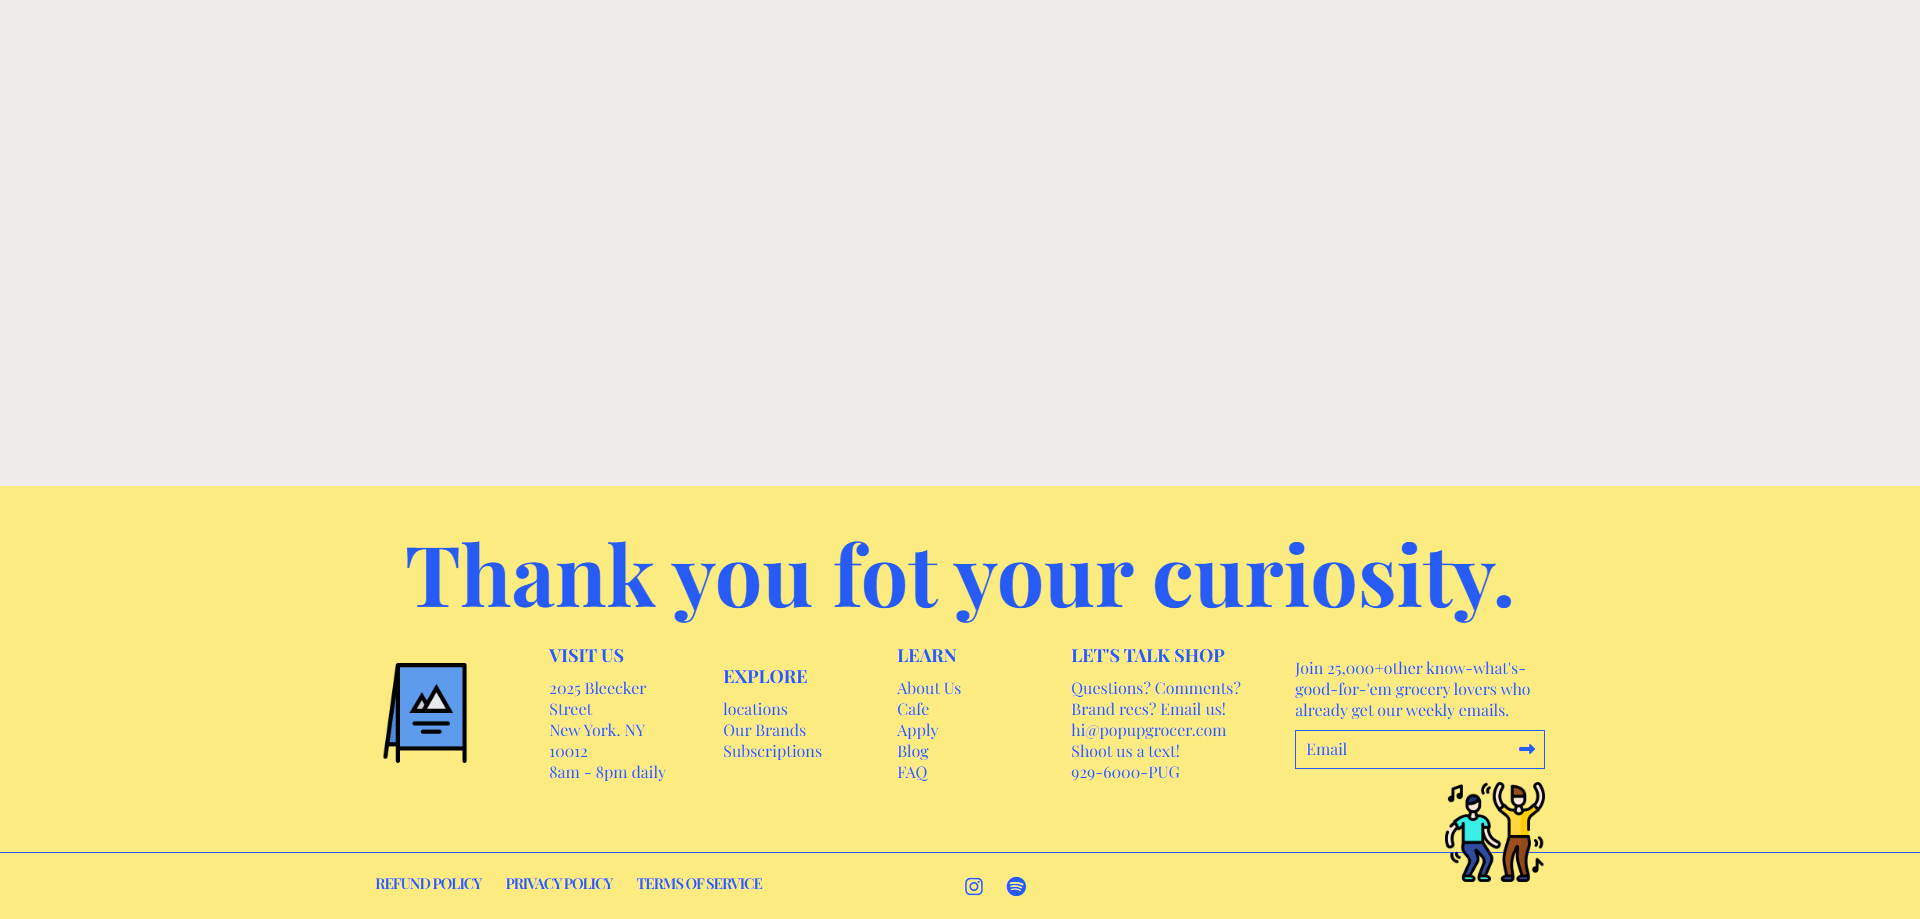 Thank you fot your curiosity.
VISIT US
2025 Bleecker
Street
New York. NY
10012
8am - 8pm daily
EXPLORE
locations
Our Brands
Subscriptions
LEARN
About Us
Cafe
Apply
Blog
FAQ
LET'S TALK SHOP
Questions? Comments?
Brand recs? Email us!
hi@popupgrocer.com
Shoot us a text!
929-6000-PUG
Join 25,000+other know-what's-
good-for-'em grocery lovers who
already get our weekly emails.
Email
REFUND POLICY PRIVACY POLICY TERMS OF SERVICE